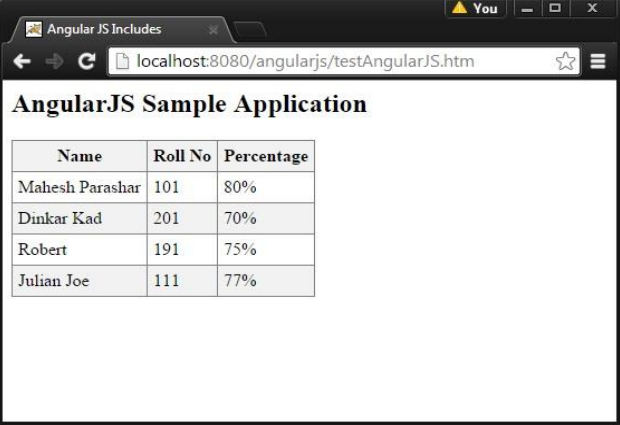 You
Angular JS Includes
localhost:8080/angularjs/testAngularJS.htm
AngularJS Sample Application
Name Roll No Percentage
Mahesh Parashar 101 80%
Dinkar Kad 201 70%
Robert 191 75%
Julian Joe 111 77%